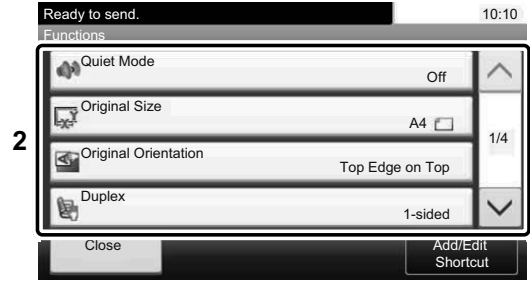 Ready to send.
10:10
Functions
Quiet Mode
Off
Original Size
A4
2
1/4
Original Orientation
Top Edge on Top
Duplex
1-sided
Close
Add/Edit
Shortcut